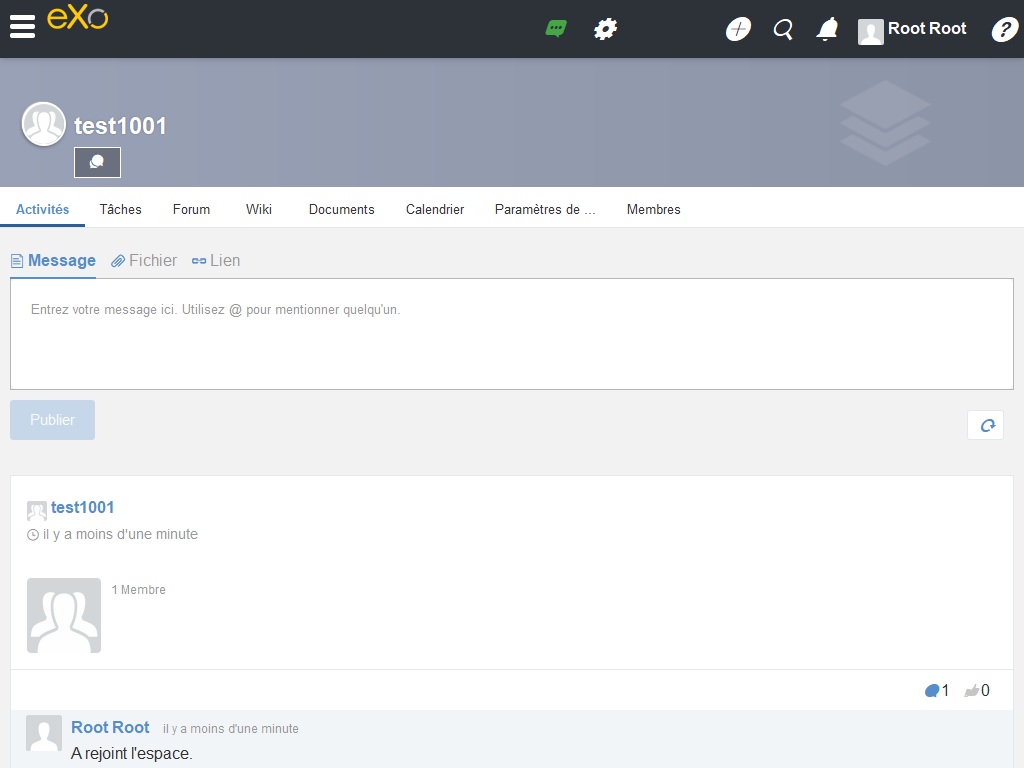 eXo
Root Root
?
test1001
Activités Tâches Forum Wiki Documents Calendrier Paramètres de ... Membres
Message Fichier Lien
Entrez votre message ici. Utilisez @ pour mentionner quelqu'un.
Publier
test1001
il y a moins d'une minute
1 Membre
1 0
Root Root il y a moins d'une minute
A rejoint l'espace.